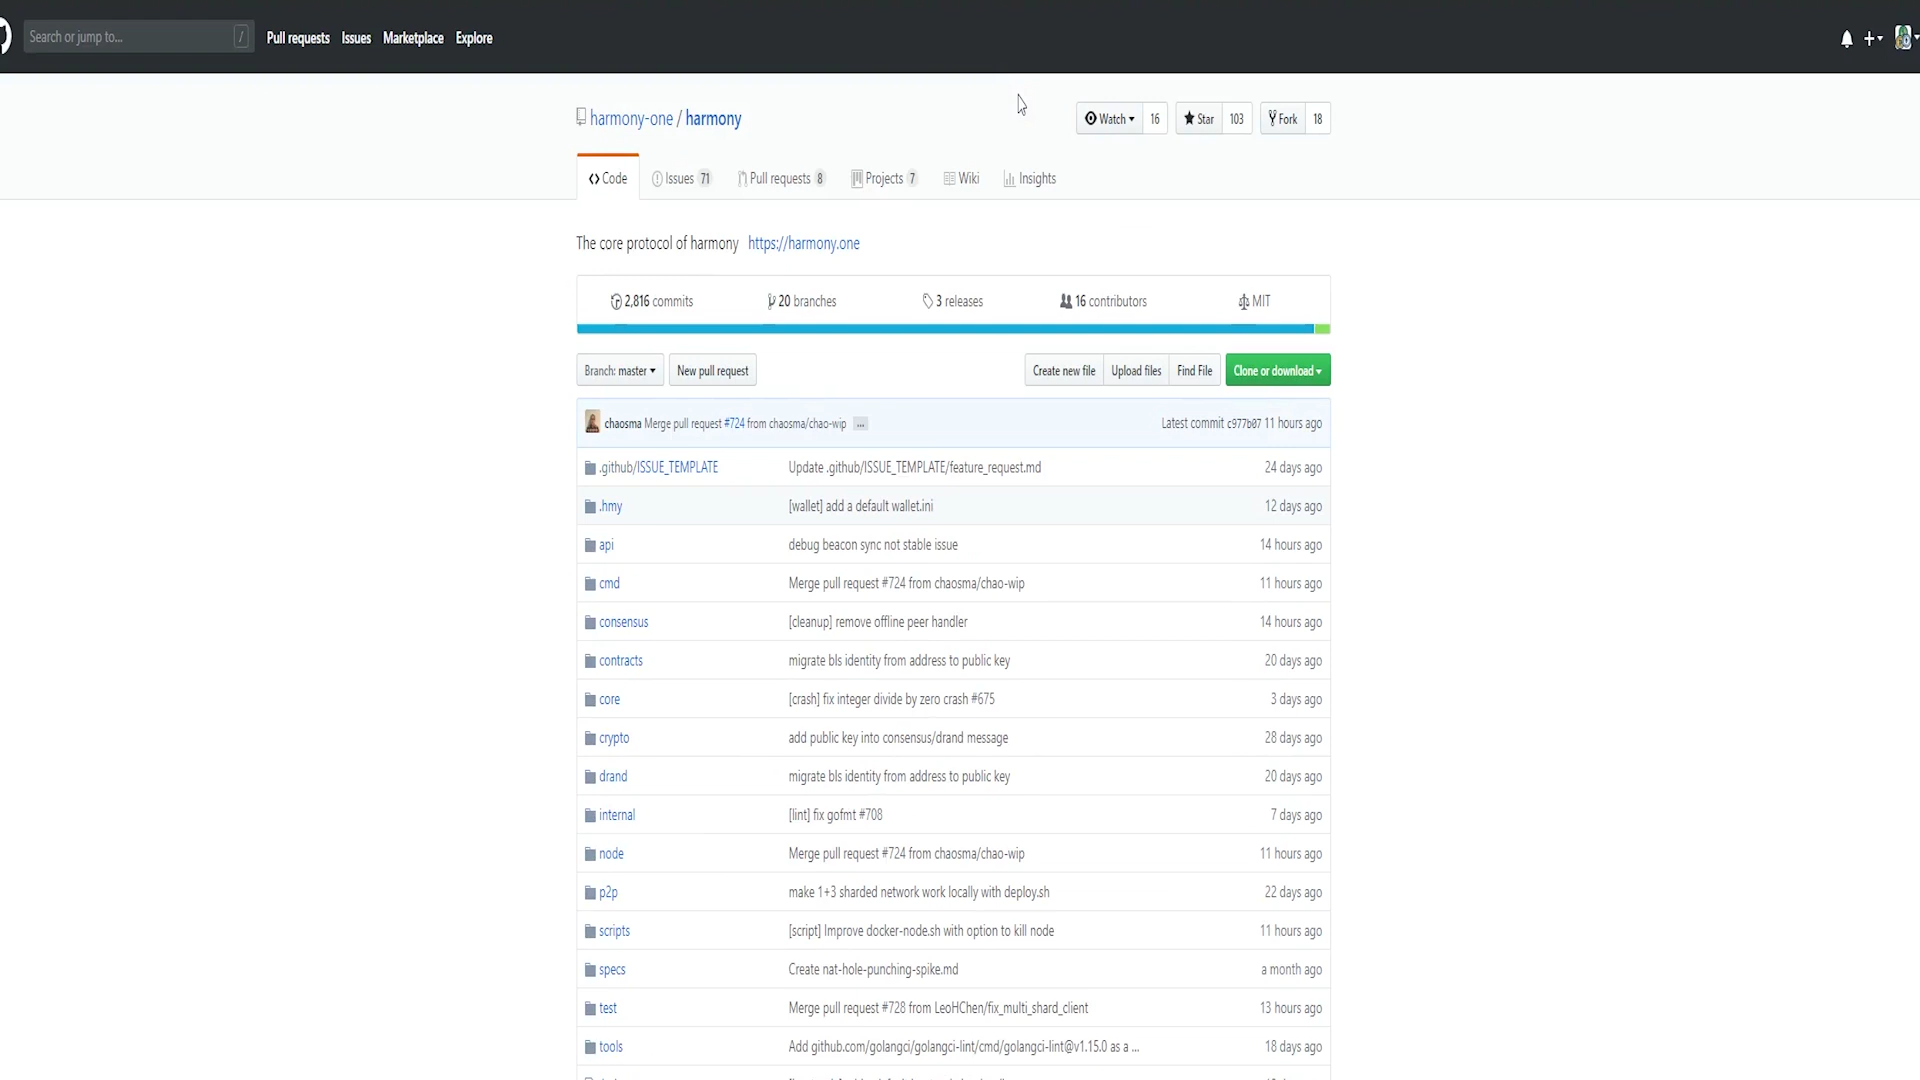 Search or jump to... / Pull requests Issues Marketplace Explore
harmony-one / harmony Watch 16 Star 103 Fork 18
Code Issues 71 Pull requests 8 Projects 7 Wiki Insights
The core protocol of harmony https://harmony.one
2,816 commits 20 branches 3 releases 16 contributors MIT
Branch: master New pull request Create new file Upload files Find File Clone or download
chaosma Merge pull request #724 from chaosma/chao-wip ... Latest commit c977b07 11 hours ago
.github/ISSUE_TEMPLATE Update .github/ISSUE_TEMPLATE/feature_request.md 24 days ago
.hmy [wallet] add a default wallet.ini 12 days ago
api debug beacon sync not stable issue 14 hours ago
cmd Merge pull request #724 from chaosma/chao-wip 11 hours ago
consensus [cleanup] remove offline peer handler 14 hours ago
contracts migrate bls identity from address to public key 20 days ago
core [crash] fix integer divide by zero crash #675 3 days ago
crypto add public key into consensus/drand message 28 days ago
drand migrate bls identity from address to public key 20 days ago
internal [lint] fix gofmt #708 7 days ago
node Merge pull request #724 from chaosma/chao-wip 11 hours ago
p2p make 1+3 sharded network work locally with deploy.sh 22 days ago
scripts [script] Improve docker-node.sh with option to kill node 11 hours ago
specs Create nat-hole-punching-spike.md a month ago
test Merge pull request #728 from LeoHChen/fix_multi_shard_client 13 hours ago
tools Add github.com/golangci/golangci-lint/cmd/golangci-lint@v1.15.0 as a ... 18 days ago